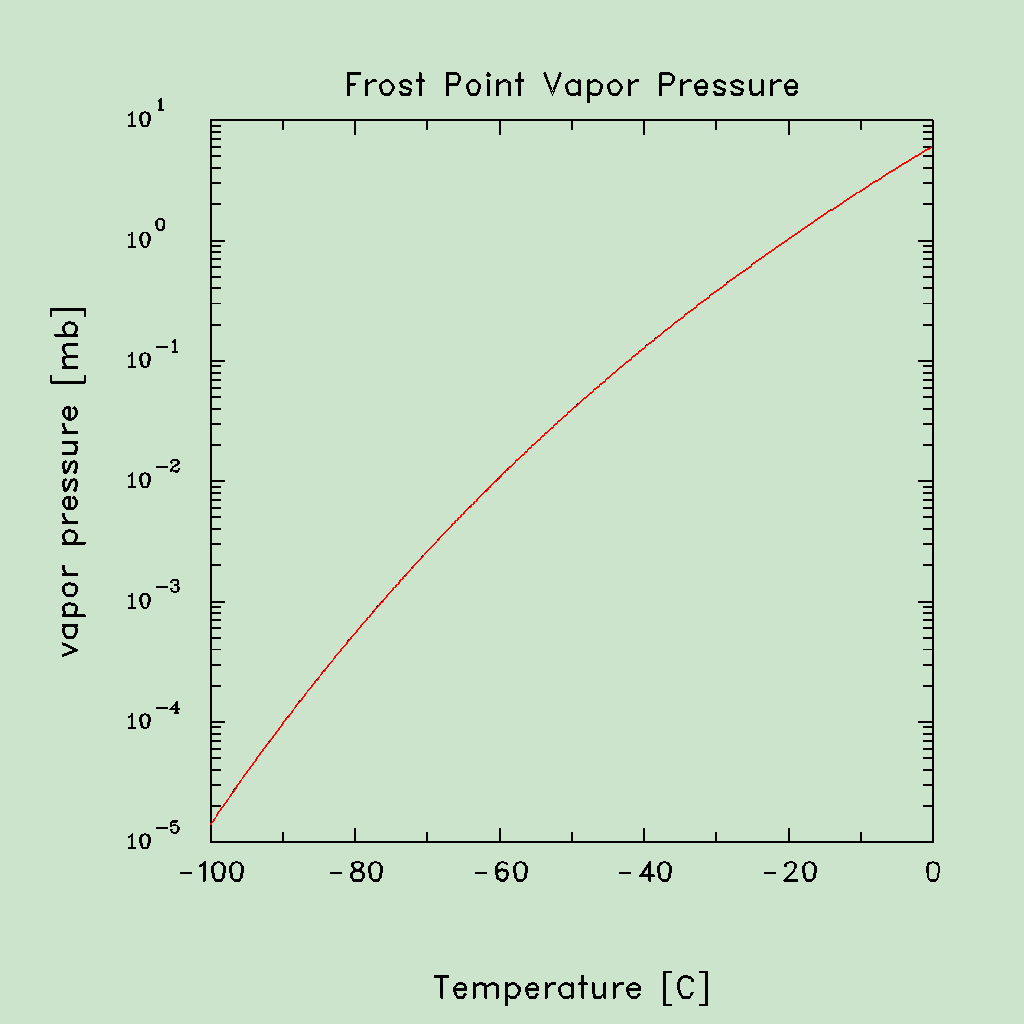 Frost Point Vapor Pressure
10^1
10^0
10^-1
10^-2
10^-3
10^-4
10^-5
vapor pressure [mb]
-100 -80 -60 -40 -20 0
Temperature [C]